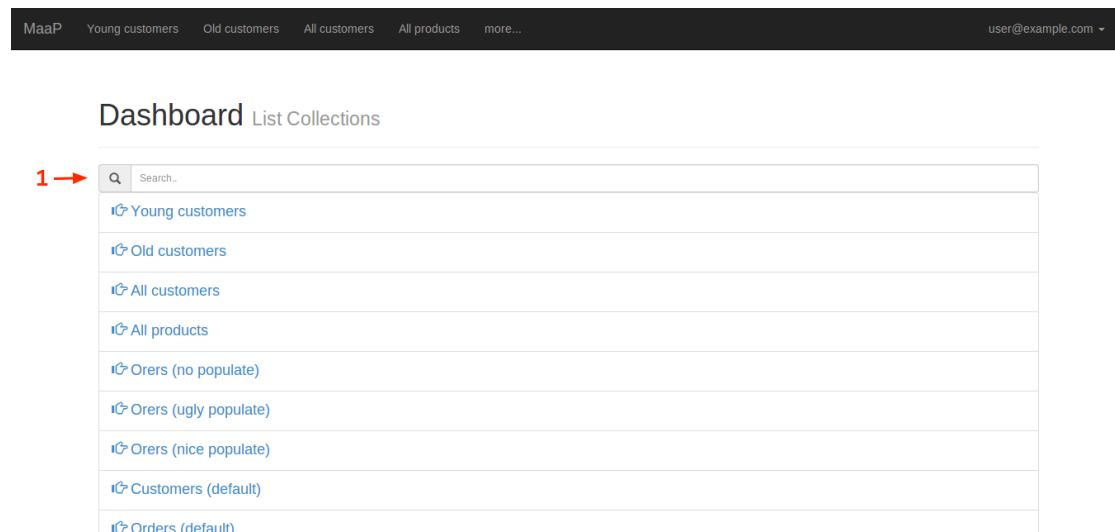 MaaP Young customers Old customers All customers All products more... user@example.com
Dashboard List Collections
1
Search..
Young customers
Old customers
All customers
All products
Orers (no populate)
Orers (ugly populate)
Orers (nice populate)
Customers (default)
Orders (default)